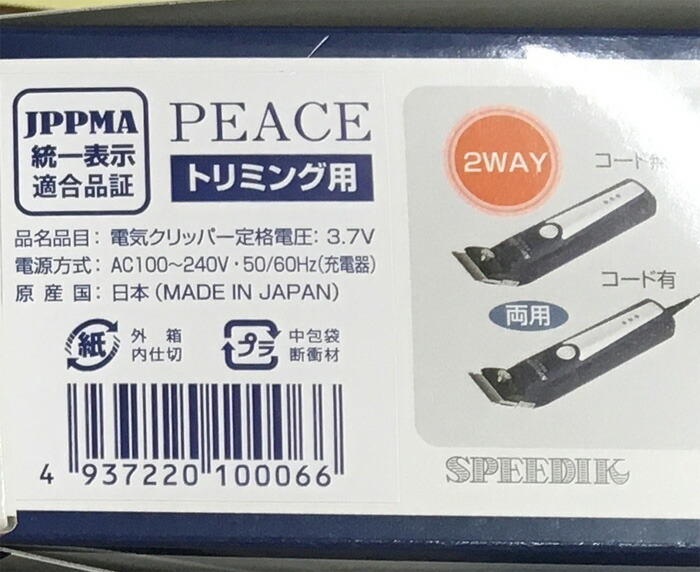 JPPMA
統一表示
適合品証
PEACE
トリミング用
品名品目: 電気クリッパー定格電圧: 3.7V
電源方式: AC100~240V・50/60Hz(充電器)
原産国: 日本 (MADE IN JAPAN)
紙
外箱
内仕切
プラ
中包袋
断衝材
4 937220 100066
2WAY
コード無
コード有
両用
SPEEDIK